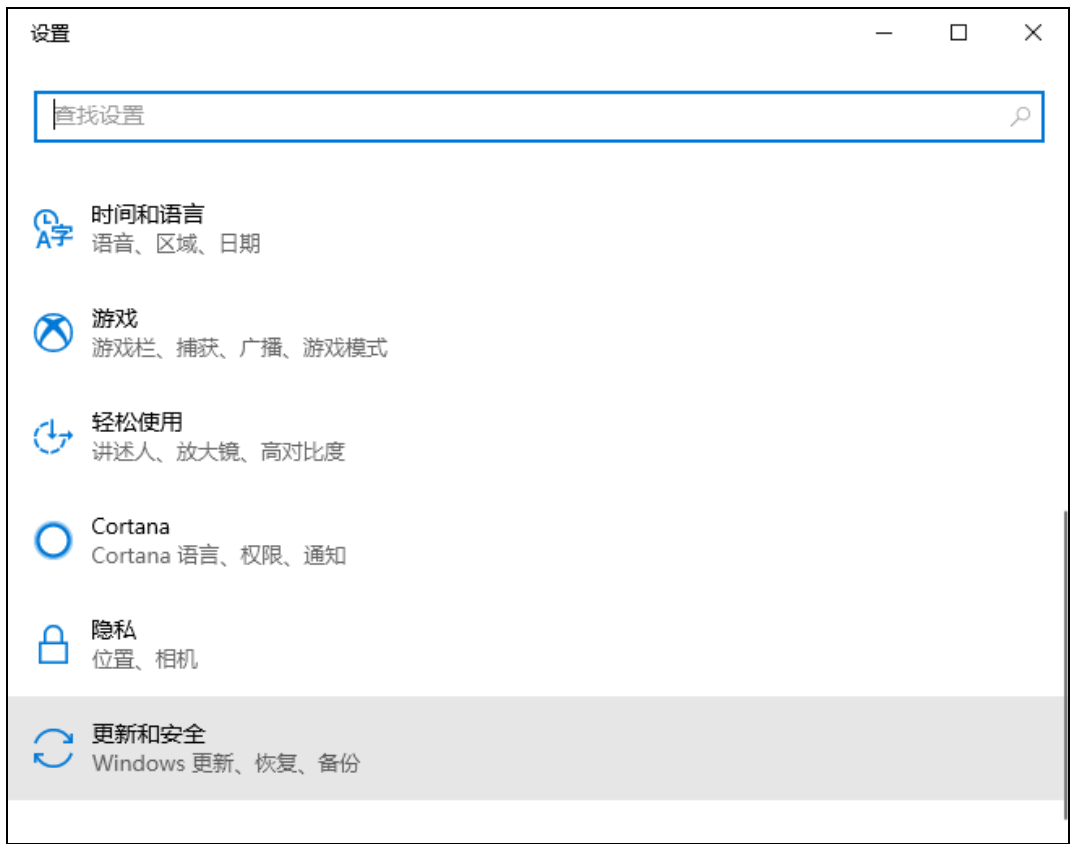 设置
查找设置
时间和语言
语音、区域、日期
游戏
游戏栏、捕获、广播、游戏模式
轻松使用
讲述人、放大镜、高对比度
Cortana
Cortana 语言、权限、通知
隐私
位置、相机
更新和安全
Windows 更新、恢复、备份